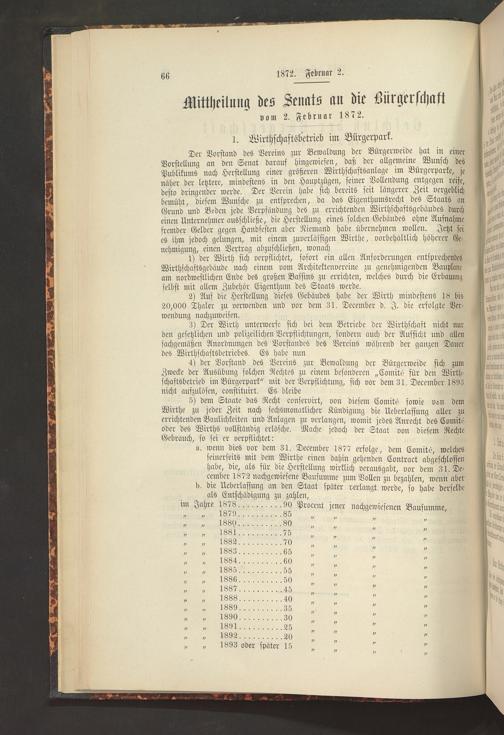 66
1872. Februar 2.
Mittheilung des Senats an die Bürgerschaft
vom 2. Februar 1872.
1. Wirthschaftsbetrieb im Bürgerpark.
Der Vorstand des Vereins zur Bewaldung der Bürgerweide hat in einer
Vorstellung an den Senat darauf hingewiesen, daß der allgemeine Wunsch des
Publikums nach Herstellung einer größeren Wirthschaftsanlage im Bürgerparke, je
näher der letztere, mindestens in den Hauptzügen, seiner Vollendung entgegen reife,
desto dringender werde. Der Verein habe sich bereits seit längerer Zeit vergeblich
bemüht, diesem Wunsche zu entsprechen, da das Eigenthumsrecht des Staats an
Grund und Boden jede Verpfändung des zu errichtenden Wirthschaftsgebäudes durch
einen Unternehmer ausschließe, die Herstellung eines solchen Gebäudes ohne Aufnahme
fremder Gelder gegen Handfesten aber Niemand habe übernehmen wollen. Jetzt sei
es ihm jedoch gelungen, mit einem zuverlässigen Wirthe, vorbehaltlich höherer Ge-
nehmigung, einen Vertrag abzuschließen, wonach
1) der Wirth sich verpflichtet, sofort ein allen Anforderungen entsprechendes
Wirthschaftsgebäude nach einem vom Architectenvereine zu genehmigenden Bauplane
am nordwestlichen Ende des großen Bassins zu errichten, welches durch die Erbauung
selbst mit allem Zubehör Eigenthum des Staats werde.
2) Auf die Herstellung dieses Gebäudes habe der Wirth mindestens 18 bis
20,000 Thaler zu verwenden und vor dem 31. December d. J. die erfolgte Ver-
wendung nachzuweisen.
3) Der Wirth unterwerfe sich bei dem Betriebe der Wirthschaft nicht nur
den gesetzlichen und polizeilichen Verpflichtungen, sondern auch der Aufsicht und allen
sachgemäßen Anordnungen des Vorstandes des Vereins während der ganzen Dauer
des Wirthschaftsbetriebes. Es habe nun
4) der Vorstand des Vereins zur Bewaldung der Bürgerweide sich zum
Zwecke der Ausübung solchen Rechtes zu einem besonderen „Comité für den Wirth-
schaftsbetrieb im Bürgerpark“ mit der Verpflichtung, sich vor dem 31. December 1893
nicht aufzulösen, constituirt. Es bleibe
5) dem Staate das Recht conservirt, von diesem Comité sowie von dem
Wirthe zu jeder Zeit nach sechsmonatlicher Kündigung die Ueberlassung aller zu
errichtenden Baulichkeiten und Anlagen zu verlangen, womit jedes Anrecht des Comité
oder des Wirths vollständig erlösche. Mache jedoch der Staat von diesem Rechte
Gebrauch, so sei er verpflichtet:
a. wenn dies vor dem 31. December 1877 erfolge, dem Comité, welches
seinerseits mit dem Wirthe einen dahin gehenden Contract abgeschlossen
habe, die, als für die Herstellung wirklich verausgabt, vor dem 31. De-
cember 1872 nachgewiesene Bausumme zum Vollen zu bezahlen, wenn aber
b. die Ueberlassung an den Staat später verlangt werde, so habe derselbe
als Entschädigung zu zahlen,
im Jahre 1878..........90 Procent jener nachgewiesenen Bausumme,
„ „ 1879..........85 „ „ „ „
„ „ 1880..........80 „ „ „ „
„ „ 1881..........75 „ „ „ „
„ „ 1882..........70 „ „ „ „
„ „ 1883..........65 „ „ „ „
„ „ 1884..........60 „ „ „ „
„ „ 1885..........55 „ „ „ „
„ „ 1886..........50 „ „ „ „
„ „ 1887..........45 „ „ „ „
„ „ 1888..........40 „ „ „ „
„ „ 1889..........35 „ „ „ „
„ „ 1890..........30 „ „ „ „
„ „ 1891..........25 „ „ „ „
„ „ 1892..........20 „ „ „ „
„ „ 1893 oder später 15 „ „ „ „